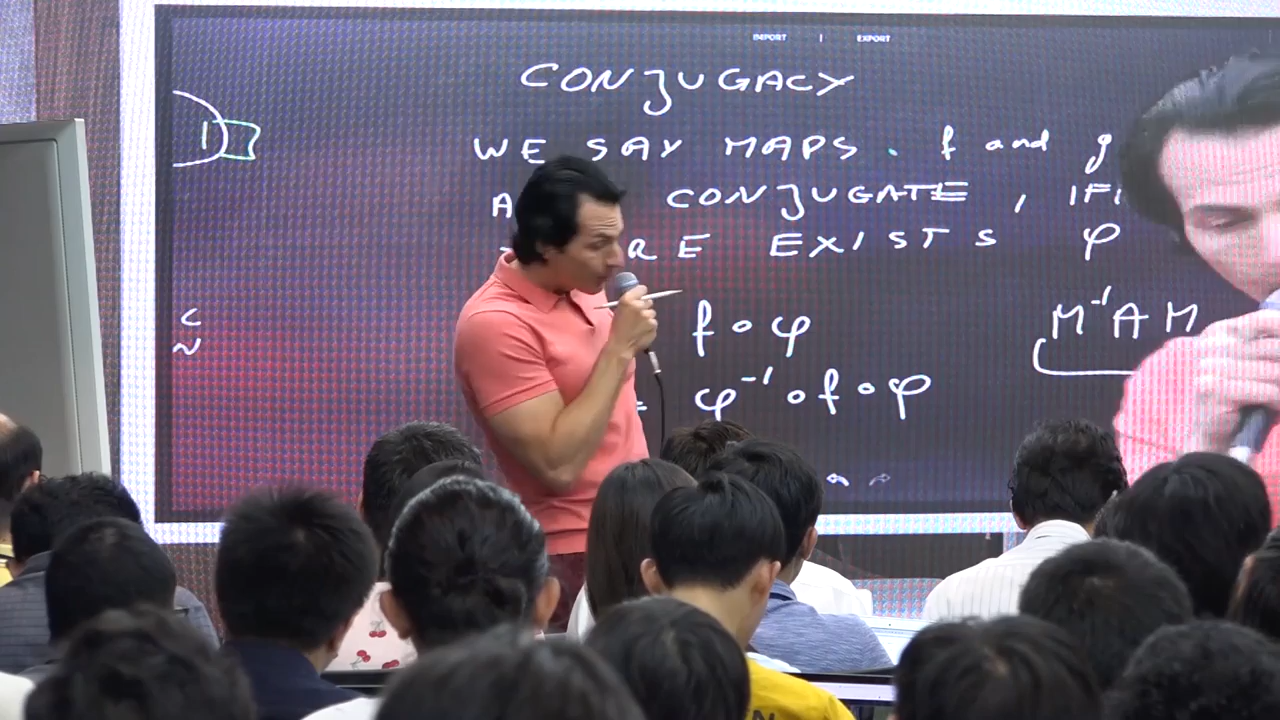 IMPORT | EXPORT
CONJUGACY
WE SAY MAPS f and g
CONJUGATE, IF
EXISTS φ
f∘φ
M⁻¹AM
φ⁻¹∘f∘φ
C
~